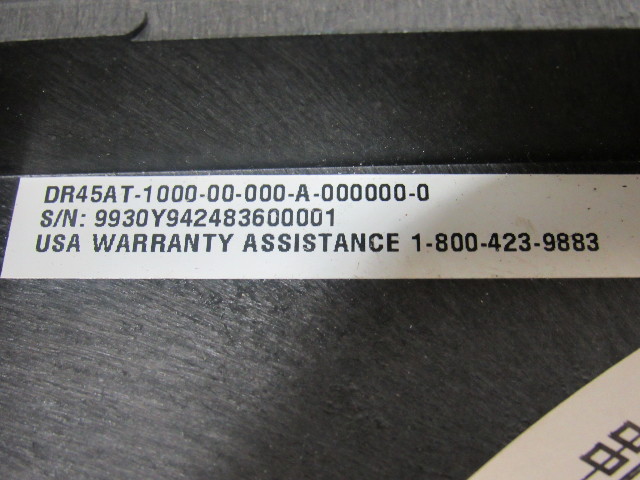 DR45AT-1000-00-000-A-000000-0
S/N: 9930Y942483600001
USA WARRANTY ASSISTANCE 1-800-423-9883